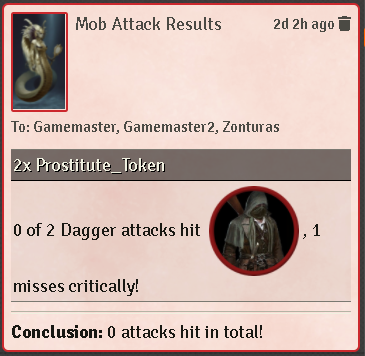 Mob Attack Results
2d 2h ago
To: Gamemaster, Gamemaster2, Zonturas
2x Prostitute_Token
0 of 2 Dagger attacks hit , 1
misses critically!
Conclusion: 0 attacks hit in total!